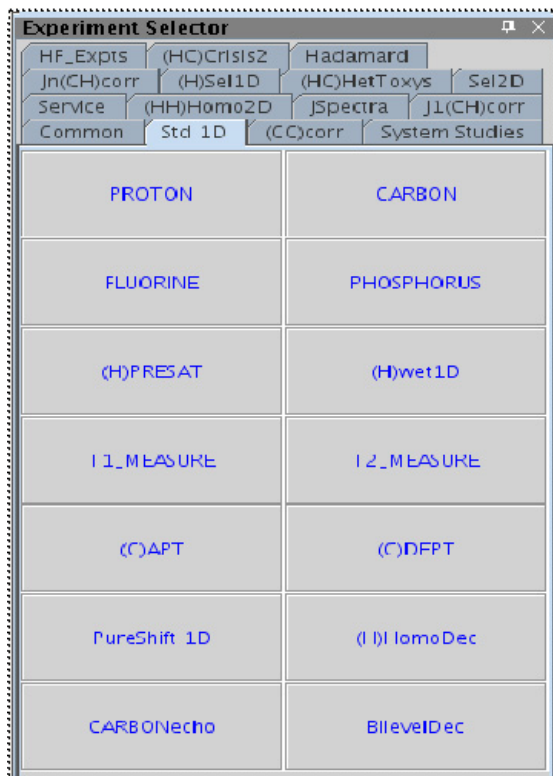 Experiment Selector
HF_Expts (HC)Crisis2 Hadamard
Jn(CH)corr (H)Sel1D (HC)HetToxys Sel2D
Service (HH)Homo2D JSpectra J1(CH)corr
Common Std 1D (CC)corr System Studies
PROTON CARBON
FLUORINE PHOSPHORUS
(H)PRESAT (H)wet1D
T1_MEASURE T2_MEASURE
(C)APT (C)DEPT
PureShift 1D (H)HomoDec
CARBONecho BilevelDec